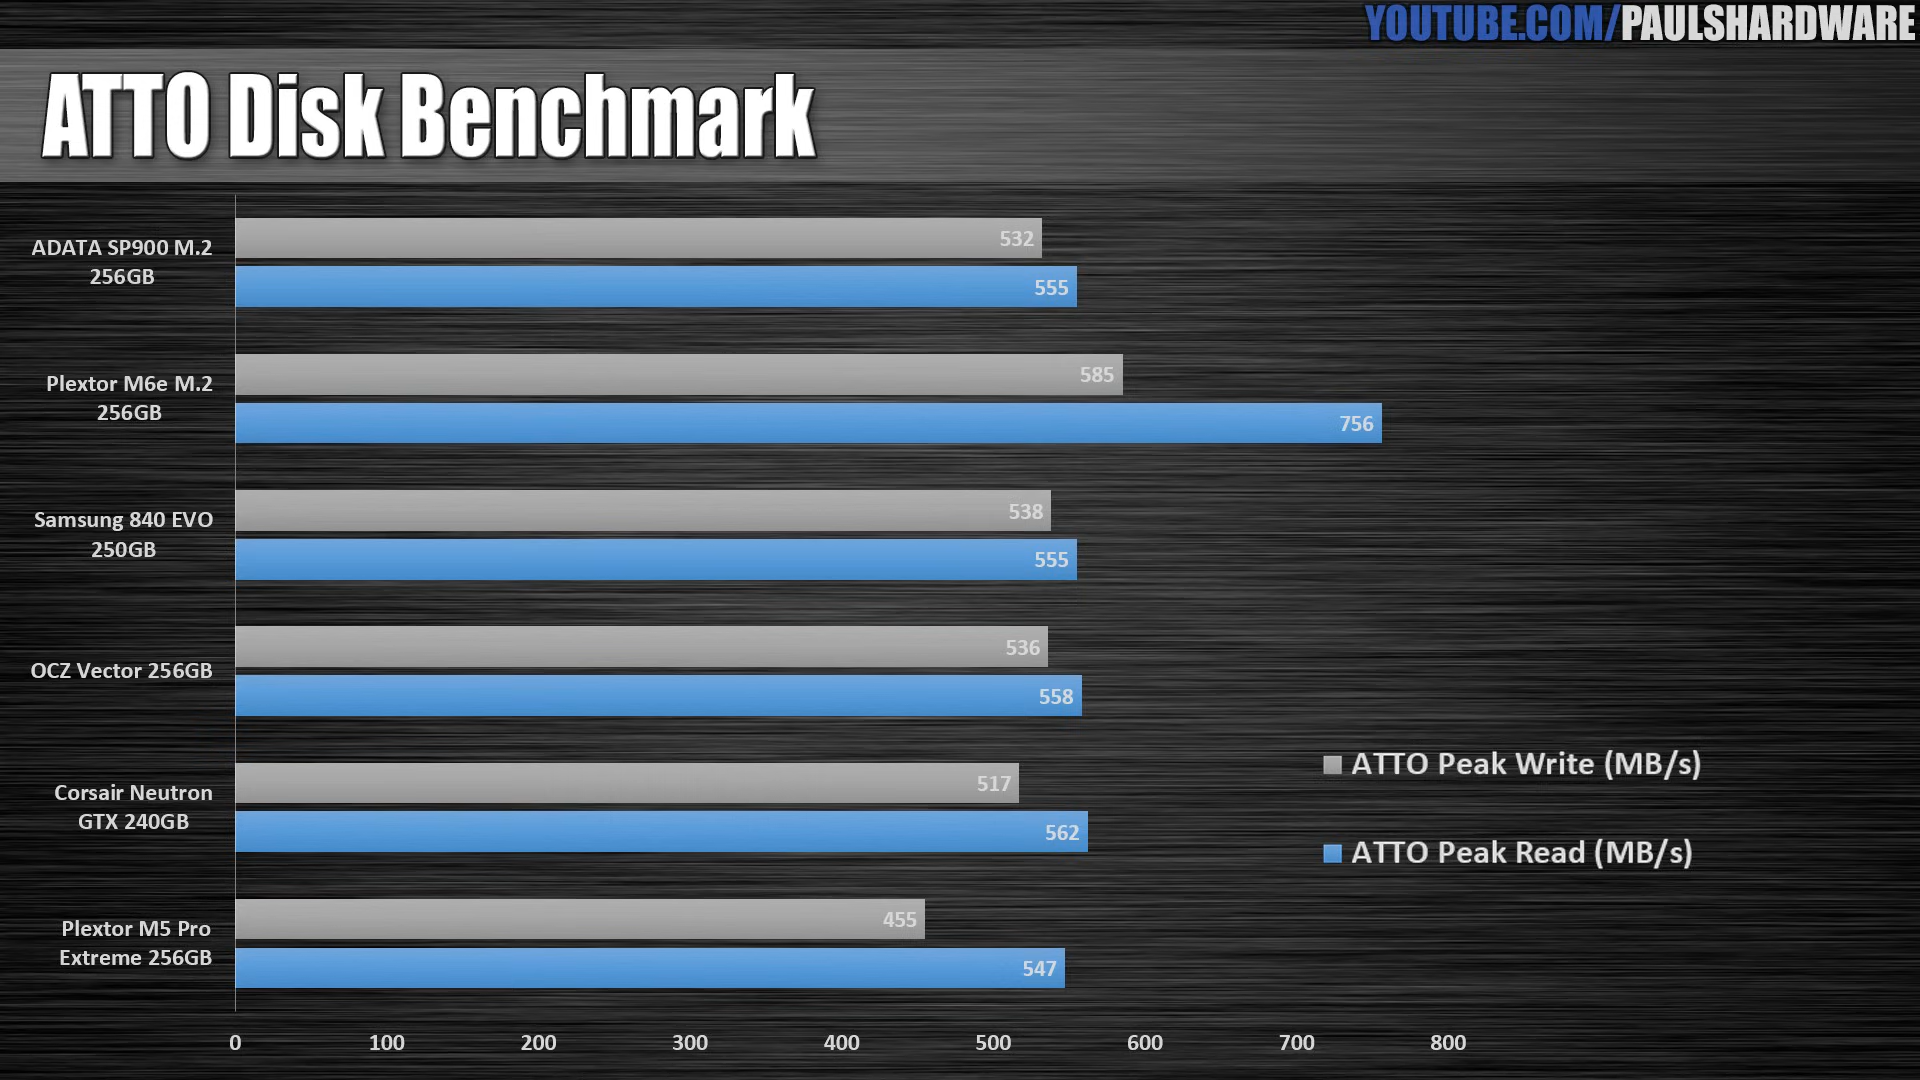 YOUTUBE.COM/PAULSHARDWARE
ATTO Disk Benchmark
ADATA SP900 M.2
256GB
532
555
Plextor M6e M.2
256GB
585
756
Samsung 840 EVO
250GB
538
555
OCZ Vector 256GB
536
558
Corsair Neutron
GTX 240GB
517
562
Plextor M5 Pro
Extreme 256GB
455
547
ATTO Peak Write (MB/s)
ATTO Peak Read (MB/s)
0 100 200 300 400 500 600 700 800